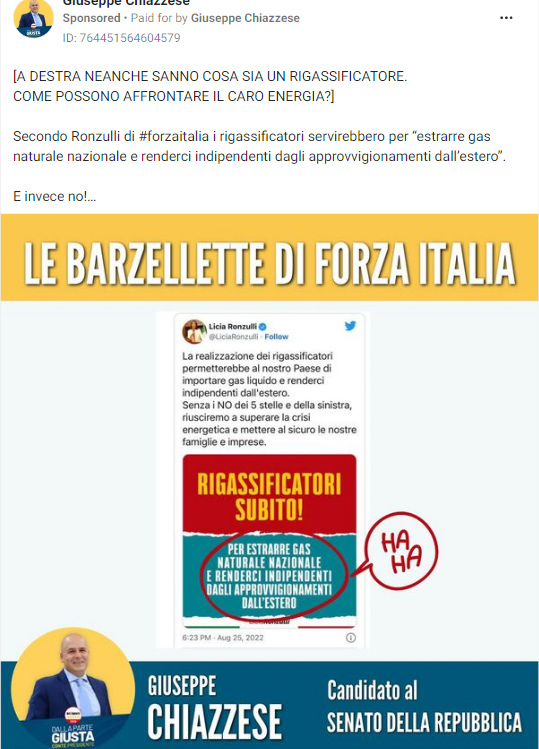 Giuseppe Chiazzese
Sponsored • Paid for by Giuseppe Chiazzese
ID: 764451564604579
[A DESTRA NEANCHE SANNO COSA SIA UN RIGASSIFICATORE.
COME POSSONO AFFRONTARE IL CARO ENERGIA?]
Secondo Ronzulli di #forzaitalia i rigassificatori servirebbero per “estrarre gas
naturale nazionale e renderci indipendenti dagli approvvigionamenti dall’estero”.
E invece no!...
LE BARZELLETTE DI FORZA ITALIA
Licia Ronzulli
@LiciaRonzulli · Follow
La realizzazione dei rigassificatori
permetterebbe al nostro Paese di
importare gas liquido e renderci
indipendenti dall'estero.
Senza i NO dei 5 stelle e della sinistra,
riusciremo a superare la crisi
energetica e mettere al sicuro le nostre
famiglie e imprese.
RIGASSIFICATORI
SUBITO!
PER ESTRARRE GAS
NATURALE NAZIONALE
E RENDERCI INDIPENDENTI
DAGLI APPROVVIGIONAMENTI
DALL'ESTERO
HA
HA
6:23 PM · Aug 25, 2022
DALLA PARTE
GIUSTA
CONTE PRESIDENTE
GIUSEPPE
CHIAZZESE
Candidato al
SENATO DELLA REPUBBLICA